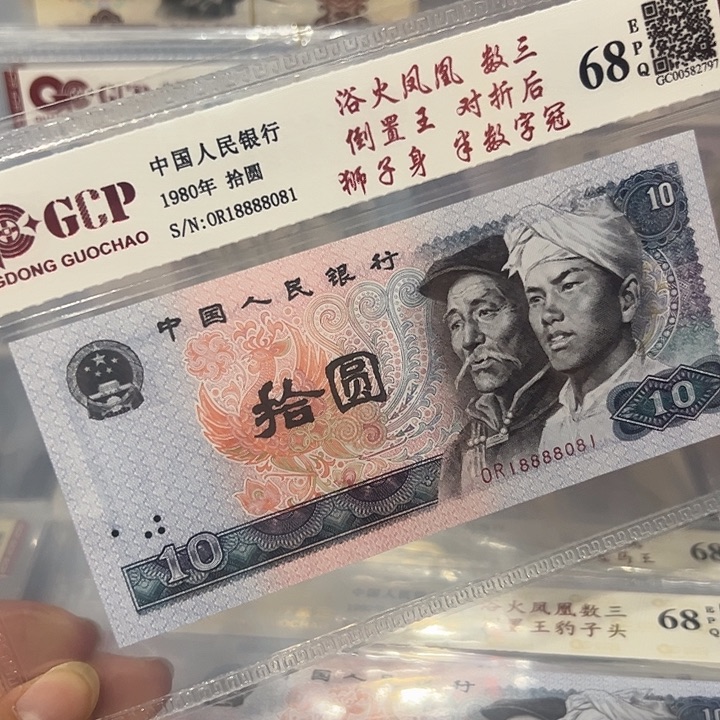 GCP
GDONG GUOCHAO
中国人民银行
1980年 拾圆
S/N:OR18888081
浴火凤凰 数三
倒置王 对折后
狮子身 半数字冠
68
EPQ
GC00582797
中国人民银行
10
拾圆
10
OR18888081
10
68
浴火凤凰数三
王豹子头
68
EPQ